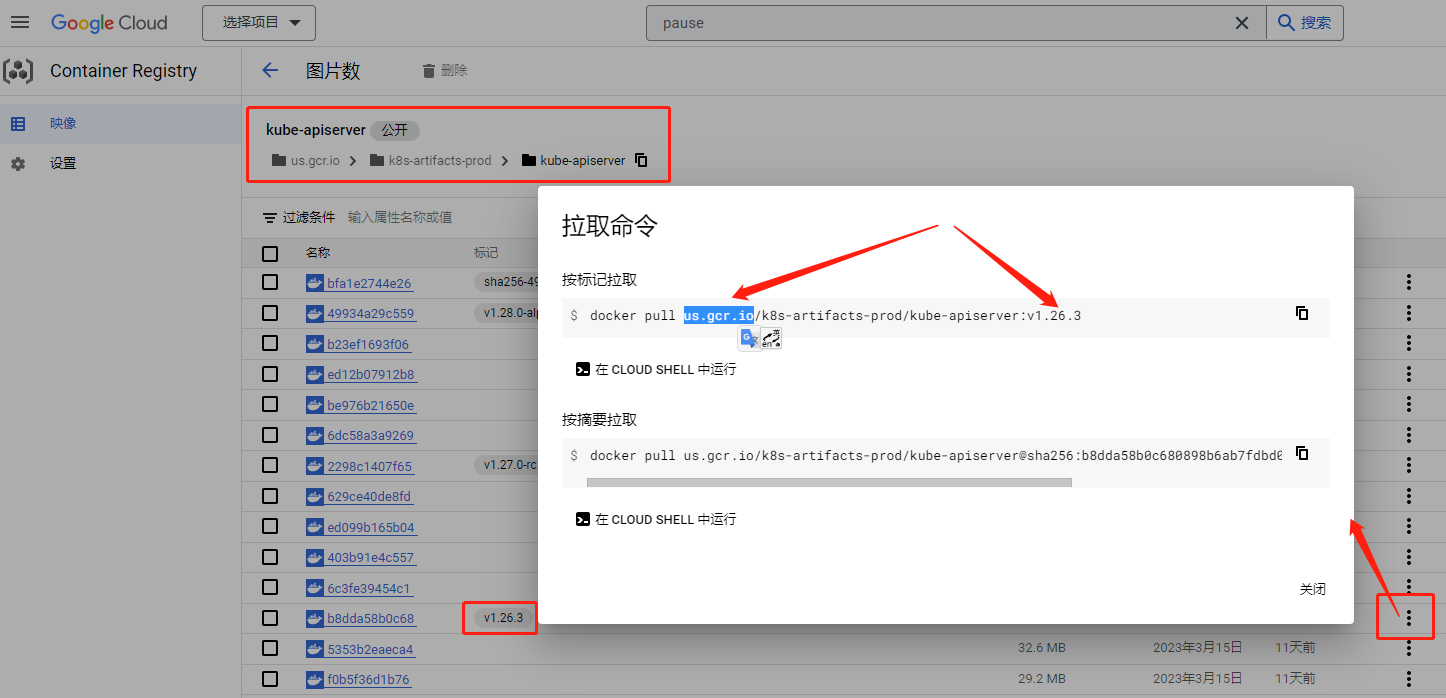 Google Cloud 选择项目 pause 搜索
Container Registry 图片数 删除
映像
设置
kube-apiserver 公开
us.gcr.io k8s-artifacts-prod kube-apiserver
过滤条件 输入属性名称或值
名称 标记
bfa1e2744e26 sha256-49
49934a29c559 v1.28.0-alp
b23ef1693f06
ed12b07912b8
be976b21650e
6dc58a3a9269
2298c1407f65 v1.27.0-rc
629ce40de8fd
ed099b165b04
403b91e4c557
6c3fe39454c1
b8dda58b0c68 v1.26.3
5353b2eaeca4 32.6 MB 2023年3月15日 11天前
f0b5f36d1b76 29.2 MB 2023年3月15日 11天前
拉取命令
按标记拉取
$ docker pull us.gcr.io/k8s-artifacts-prod/kube-apiserver:v1.26.3
在 CLOUD SHELL 中运行
按摘要拉取
$ docker pull us.gcr.io/k8s-artifacts-prod/kube-apiserver@sha256:b8dda58b0c680898b6ab7fdbd0
在 CLOUD SHELL 中运行
关闭